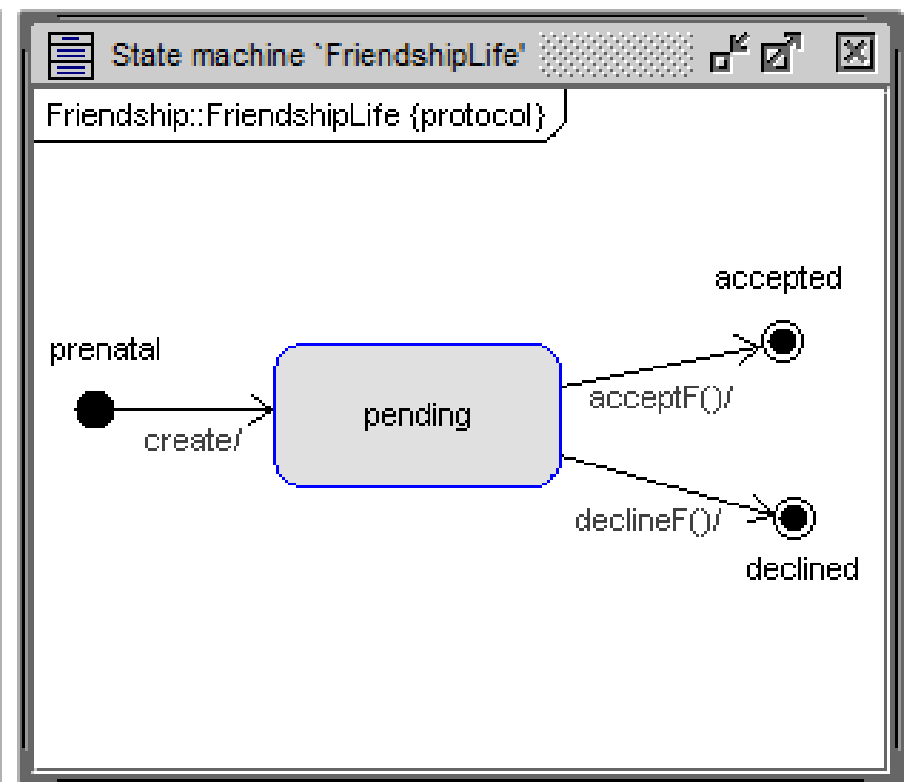 State machine `FriendshipLife'
Friendship::FriendshipLife {protocol}
accepted
prenatal
pending
acceptF()/
create/
declineF()/
declined